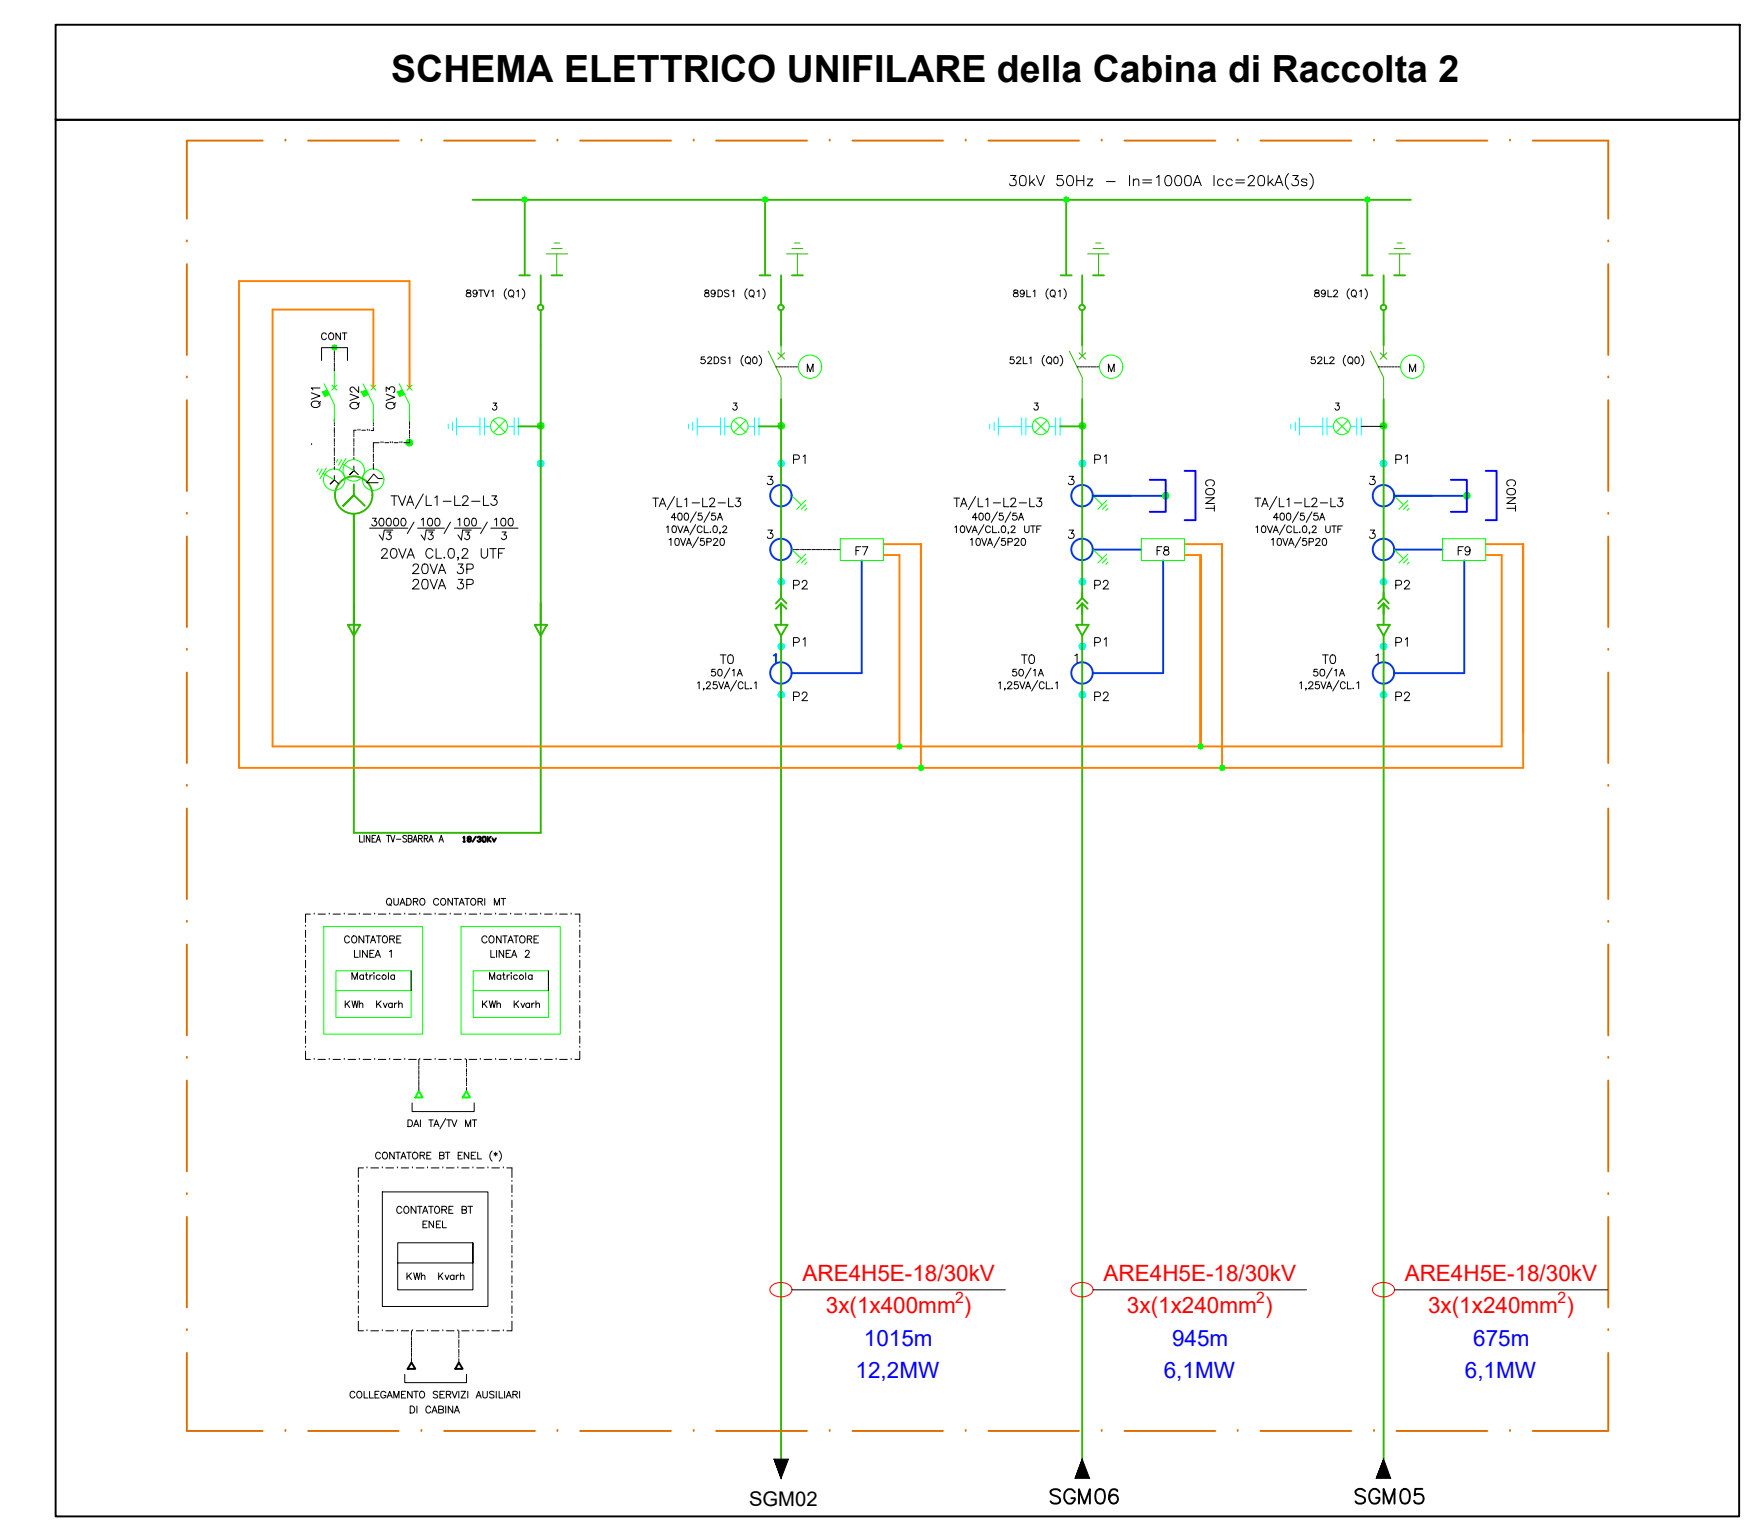 SCHEMA ELETTRICO UNIFILARE della Cabina di Raccolta 2
30kV 50Hz – In=1000A Icc=20kA(3s)
89TV1 (Q1)
89DS1 (Q1)
89L1 (Q1)
89L2 (Q1)
CONT
52DS1 (Q0)
M
52L1 (Q0)
M
52L2 (Q0)
M
QV1
QV2
QV3
3
3
3
3
TVA/L1-L2-L3
30000/√3 / 100/√3 / 100/√3 / 100/3
20VA CL.0,2 UTF
20VA 3P
20VA 3P
P1
3
TA/L1-L2-L3
400/5/5A
10VA/CL.0,2
10VA/5P20
3
F7
P2
P1
TO
50/1A
1,25VA/CL.1
1
P2
P1
3
TA/L1-L2-L3
400/5/5A
10VA/CL.0,2 UTF
10VA/5P20
CONT
3
F8
P2
P1
TO
50/1A
1,25VA/CL.1
1
P2
P1
3
TA/L1-L2-L3
400/5/5A
10VA/CL.0,2 UTF
10VA/5P20
CONT
3
F9
P2
P1
TO
50/1A
1,25VA/CL.1
1
P2
LINEA TV-SBARRA A 18/30Kv
QUADRO CONTATORI MT
CONTATORE
LINEA 1
Matricola
KWh Kvarh
CONTATORE
LINEA 2
Matricola
KWh Kvarh
DAI TA/TV MT
CONTATORE BT ENEL (*)
CONTATORE BT
ENEL
KWh Kvarh
COLLEGAMENTO SERVIZI AUSILIARI
DI CABINA
ARE4H5E-18/30kV
3x(1x400mm²)
1015m
12,2MW
ARE4H5E-18/30kV
3x(1x240mm²)
945m
6,1MW
ARE4H5E-18/30kV
3x(1x240mm²)
675m
6,1MW
SGM02
SGM06
SGM05